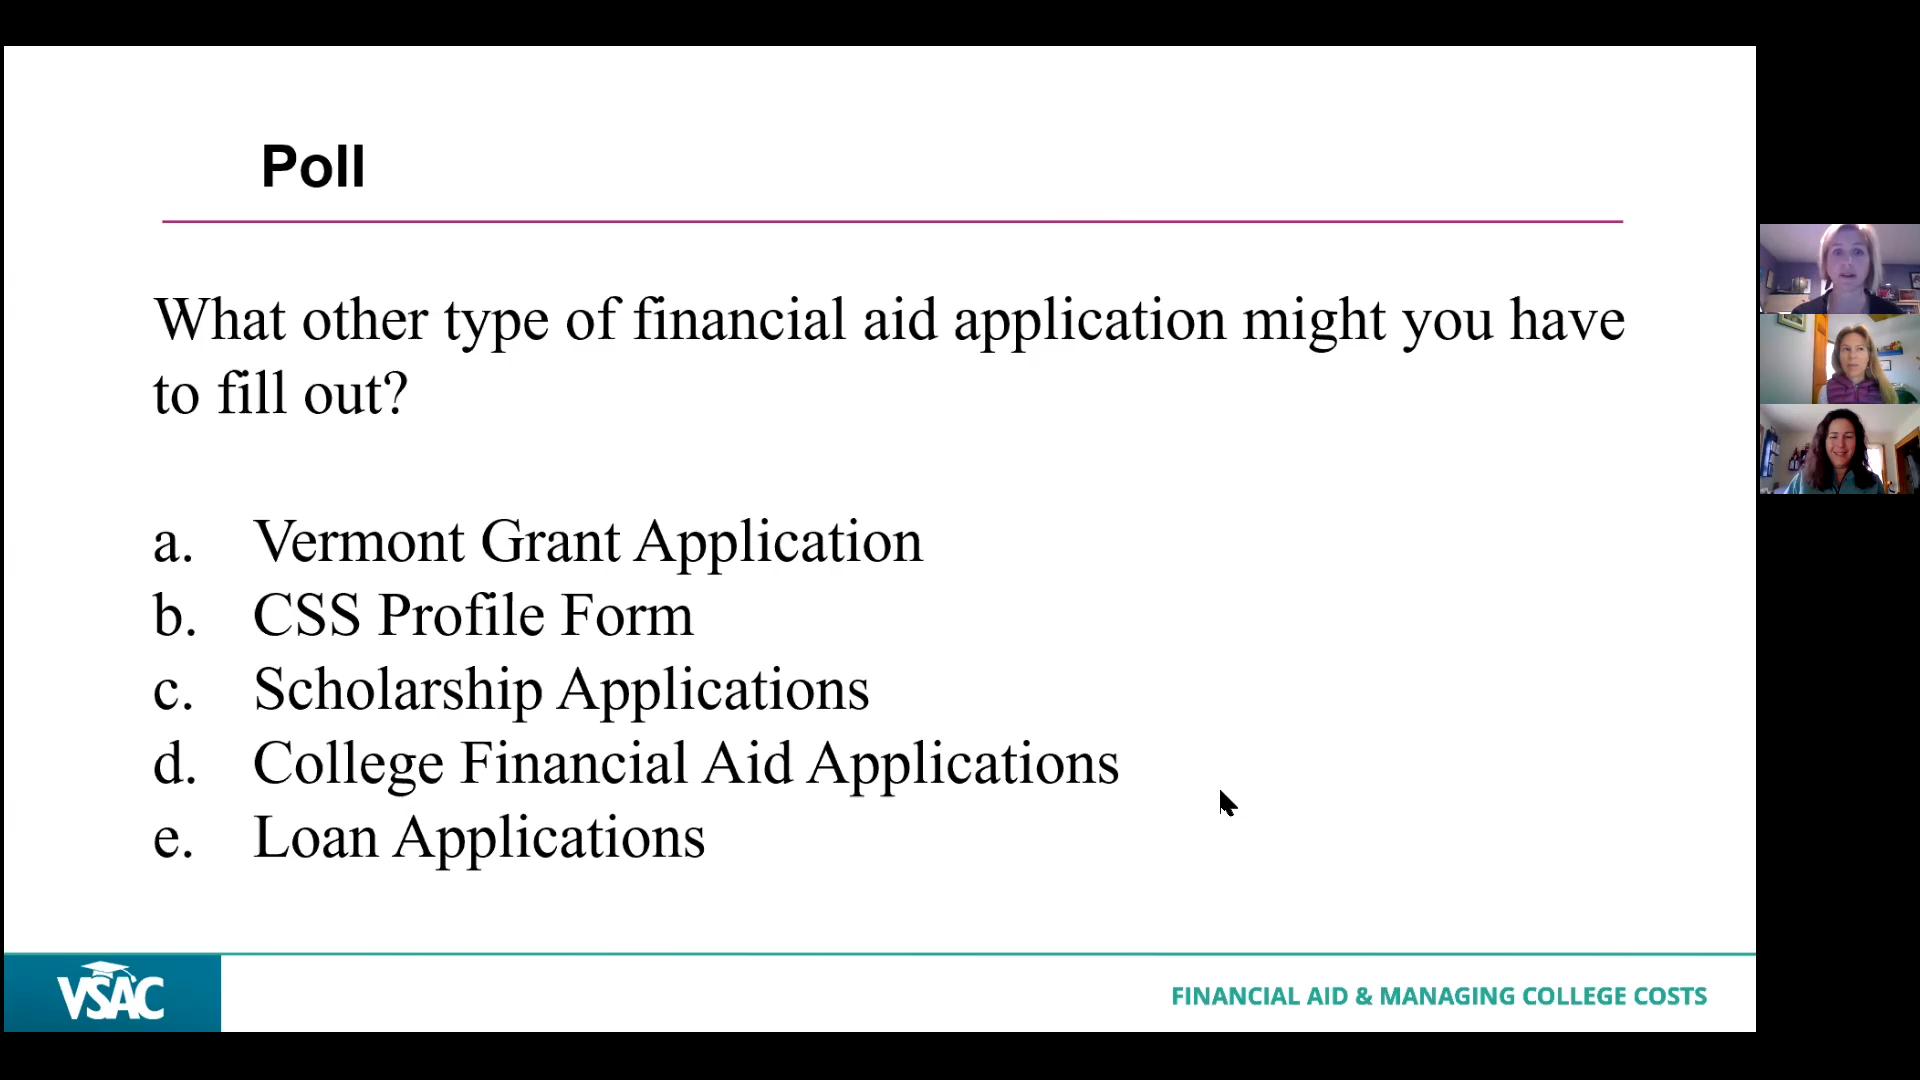 Poll
What other type of financial aid application might you have
to fill out?
a. Vermont Grant Application
b. CSS Profile Form
c. Scholarship Applications
d. College Financial Aid Applications
e. Loan Applications
VSAC
FINANCIAL AID & MANAGING COLLEGE COSTS